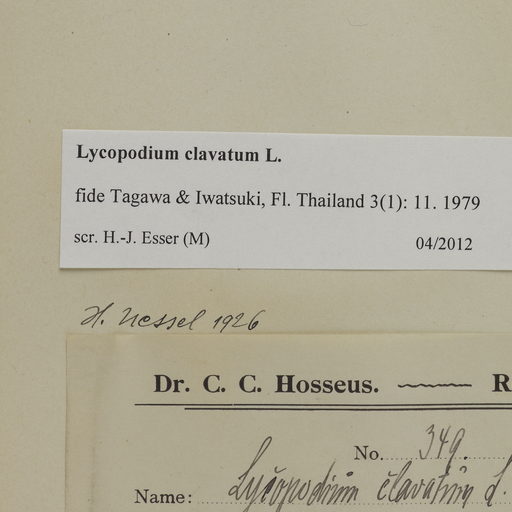 Lycopodium clavatum L.
fide Tagawa & Iwatsuki, Fl. Thailand 3(1): 11. 1979
scr. H.-J. Esser (M) 04/2012
H. Nessel 1926
Dr. C. C. Hosseus. R
No. 349.
Name: Lycopodium clavatum L.